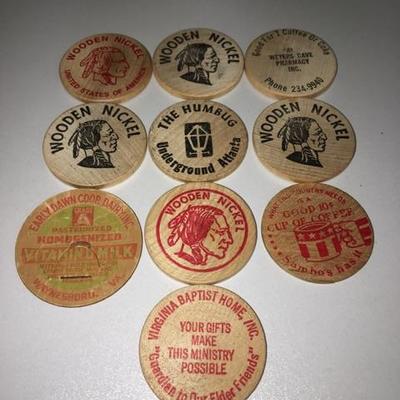 WOODEN NICKEL
UNITED STATES OF AMERICA
WOODEN NICKEL
Good For 1 Coffee Or Coke
At
WEYERS CAVE
PHARMACY
INC.
Phone 234-9940
WOODEN NICKEL
THE HUMBUG
Underground Atlanta
WOODEN NICKEL
EARLY DAWN COOP. DAIRY INC.
A
PASTEURIZED
HOMOGENIZED
VITAMIN D MILK
WAYNESBORO, VA.
WOODEN NICKEL
WHAT THIS COUNTRY NEEDS
IS A
GOOD 10¢
CUP OF COFFEE
Sambo's has it
VIRGINIA BAPTIST HOME, INC.
YOUR GIFTS
MAKE
THIS MINISTRY
POSSIBLE
"Guardian to Our Elder Friends"